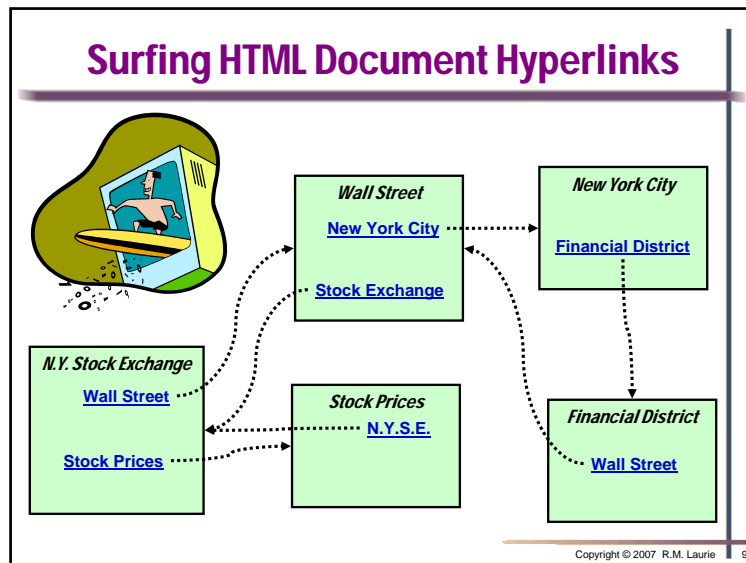 Surfing HTML Document Hyperlinks
Wall Street
New York City
Stock Exchange
New York City
Financial District
N.Y. Stock Exchange
Wall Street
Stock Prices
Stock Prices
N.Y.S.E.
Financial District
Wall Street
Copyright © 2007 R.M. Laurie
9